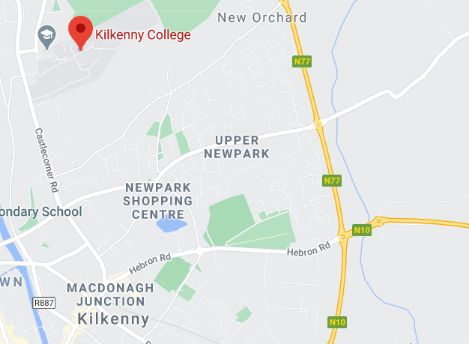 New Orchard
Kilkenny College
N77
UPPER
NEWPARK
Castlecomer Rd
N77
NEWPARK
SHOPPING
CENTRE
ondary School
N10
Hebron Rd
Hebron Rd
WN
MACDONAGH
JUNCTION
R887
Kilkenny
N10